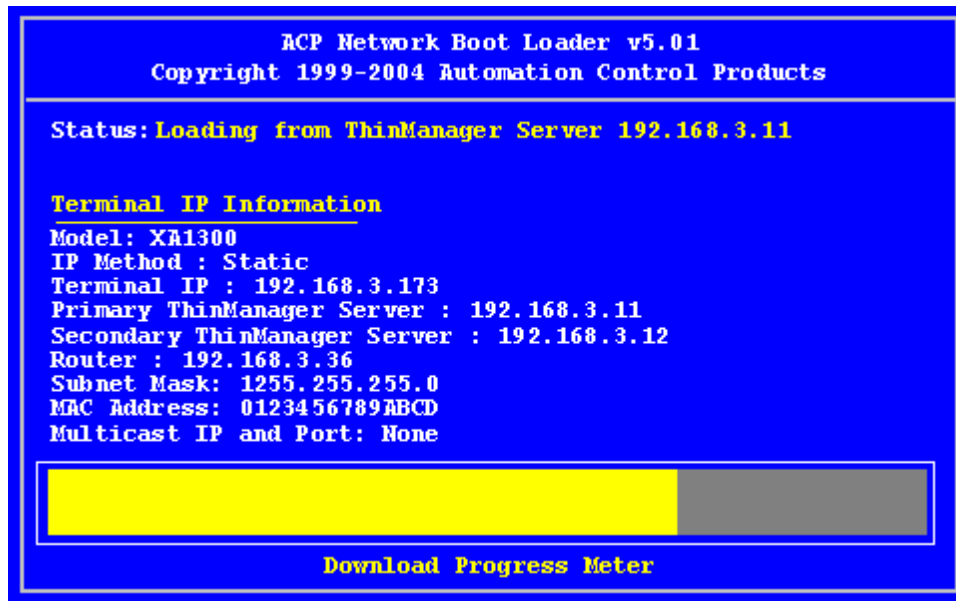 ACP Network Boot Loader v5.01
Copyright 1999-2004 Automation Control Products
Status: Loading from ThinManager Server 192.168.3.11
Terminal IP Information
Model: XA1300
IP Method : Static
Terminal IP : 192.168.3.173
Primary ThinManager Server : 192.168.3.11
Secondary ThinManager Server : 192.168.3.12
Router : 192.168.3.36
Subnet Mask: 1255.255.255.0
MAC Address: 0123456789ABCD
Multicast IP and Port: None
Download Progress Meter